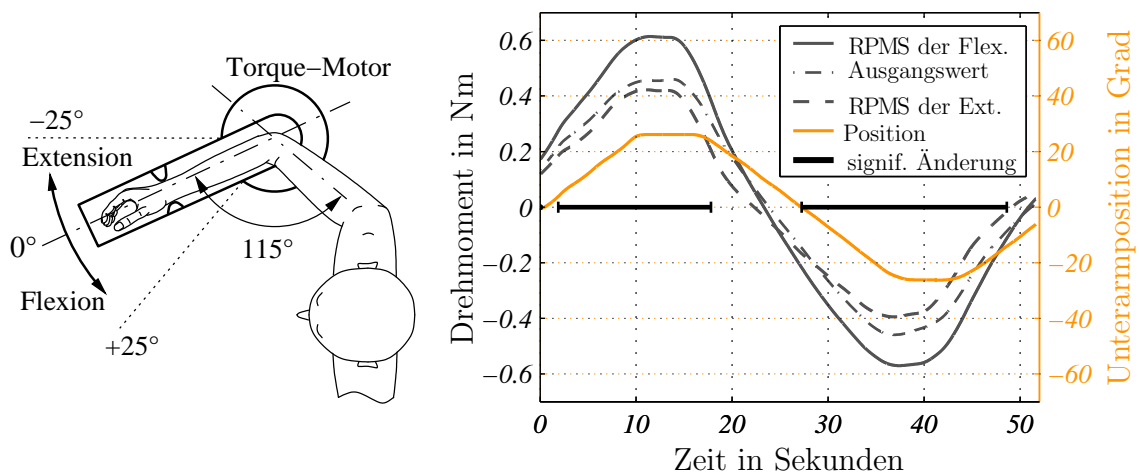 Torque–Motor
−25°
Extension
0°
115°
Flexion
+25°
Drehmoment in Nm
0.6
0.4
0.2
0
−0.2
−0.4
−0.6
RPMS der Flex.
Ausgangswert
RPMS der Ext.
Position
signif. Änderung
60
40
20
0
−20
−40
−60
Unterarmposition in Grad
0
10
20
30
40
50
Zeit in Sekunden